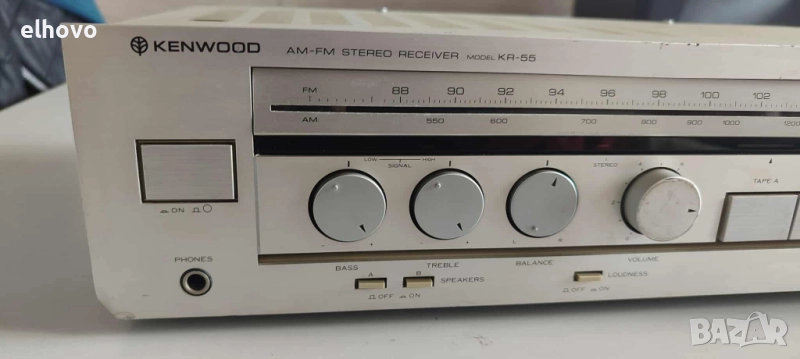 elhovo
KENWOOD
AM-FM STEREO RECEIVER MODEL KR-55
FM 88 90 92 94 96 98 100 102
AM 550 600 700 800 900 1000 1200
LOW SIGNAL HIGH
STEREO
TAPE A
ON
L R
PHONES
BASS
TREBLE
BALANCE
VOLUME
A B SPEAKERS
LOUDNESS
OFF ON
OFF ON
BAZAR